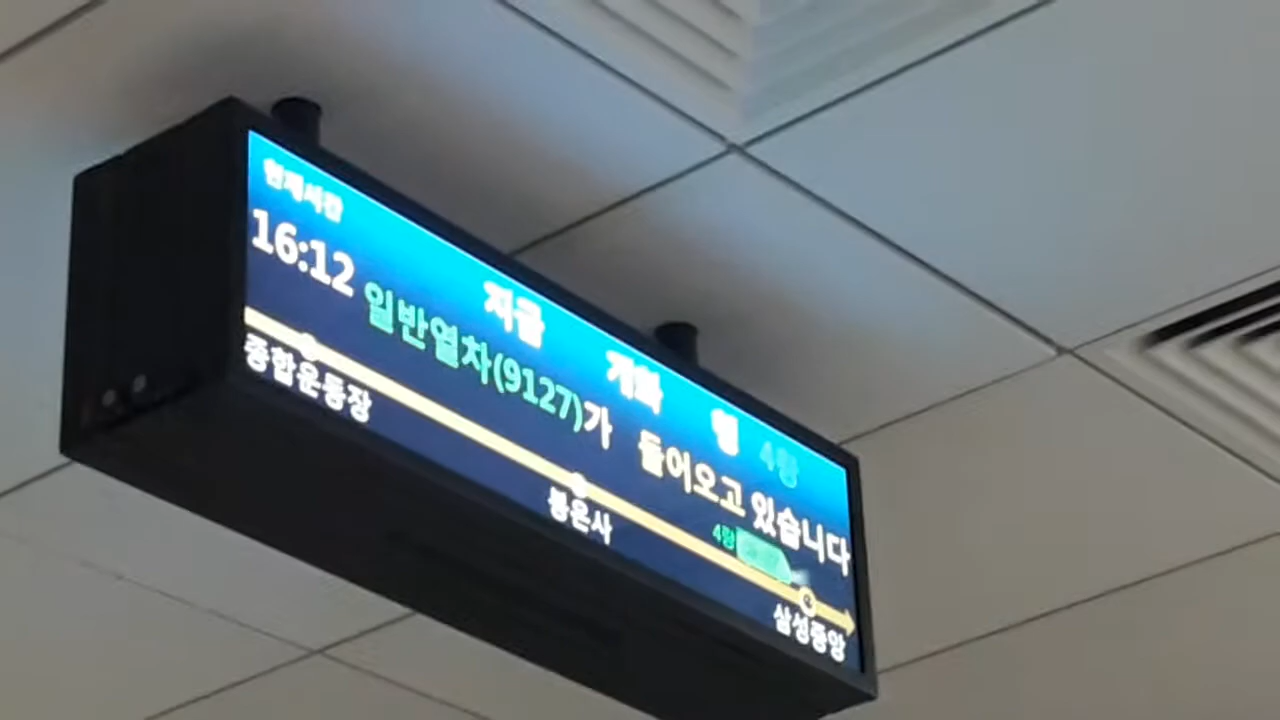 현재시각
16:12
지금 개화 행 4량
일반열차(9127)가 들어오고 있습니다
4량
종합운동장 봉은사 삼성중앙